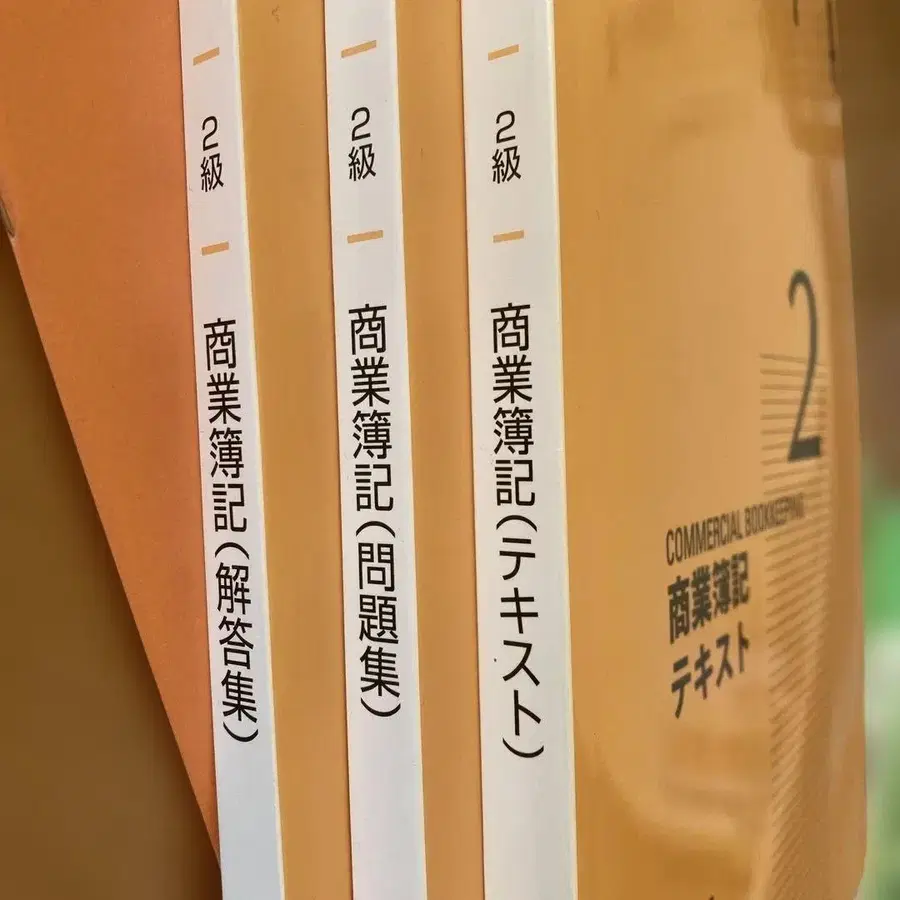 2級
商業簿記(解答集)
2級
商業簿記(問題集)
2級
商業簿記(テキスト)
2
COMMERCIAL BOOKKEEPING
商業簿記
テキスト